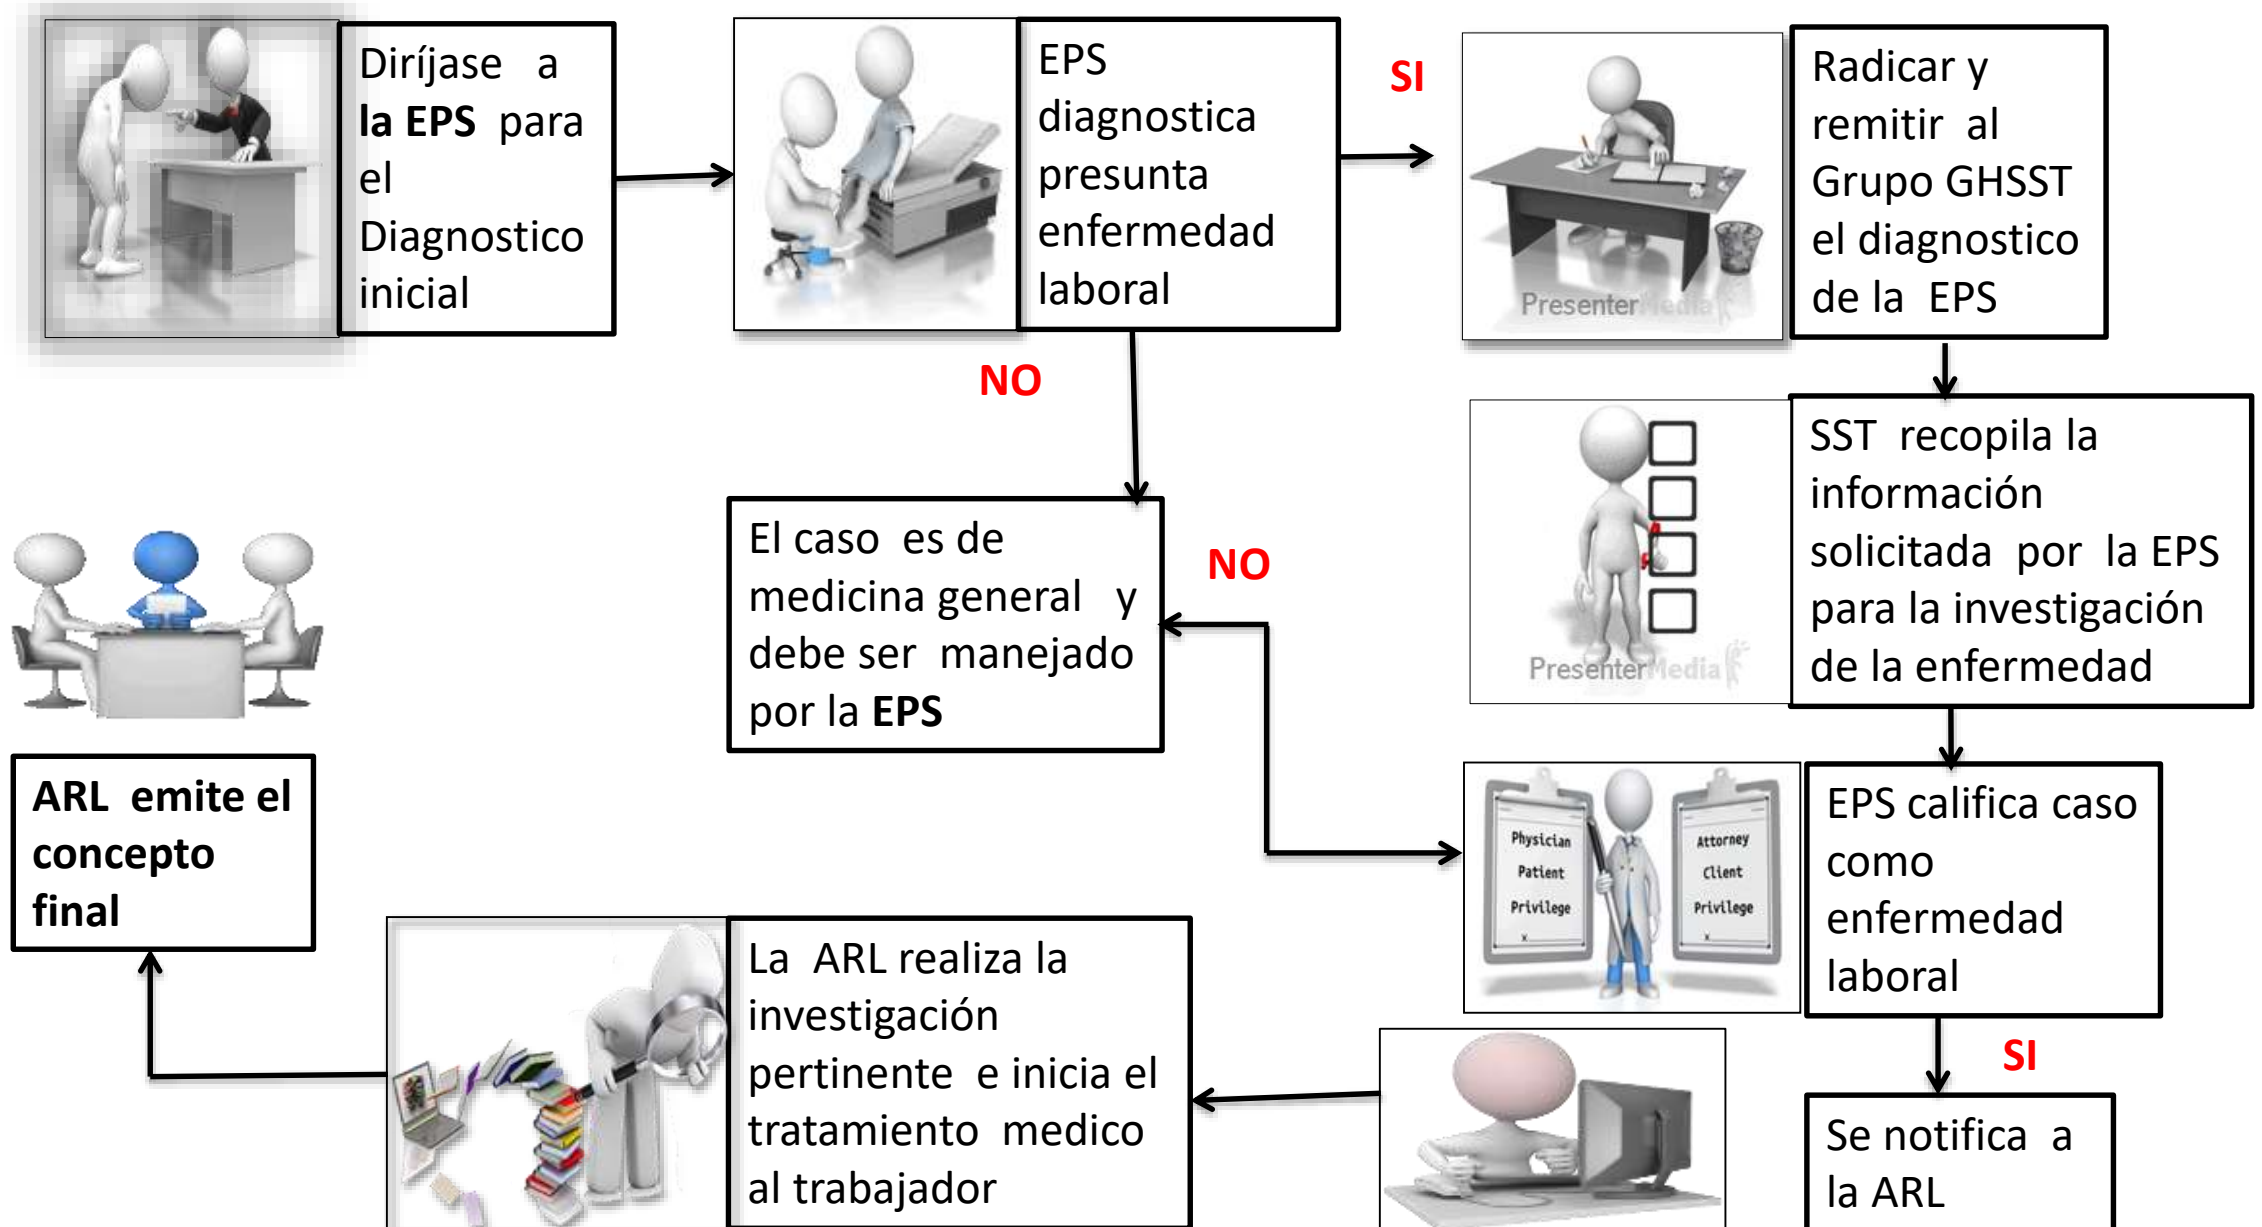 Diríjase a
la EPS para
el
Diagnostico
inicial
EPS
diagnostica
presunta
enfermedad
laboral
SI
PresenterMedia
Radicar y
remitir al
Grupo GHSST
el diagnostico
de la EPS
NO
PresenterMedia
SST recopila la
información
solicitada por la EPS
para la investigación
de la enfermedad
El caso es de
medicina general y
debe ser manejado
por la EPS
NO
Physician
Patient
Privilege
x
Attorney
Client
Privilege
x
EPS califica caso
como
enfermedad
laboral
SI
Se notifica a
la ARL
La ARL realiza la
investigación
pertinente e inicia el
tratamiento medico
al trabajador
ARL emite el
concepto
final